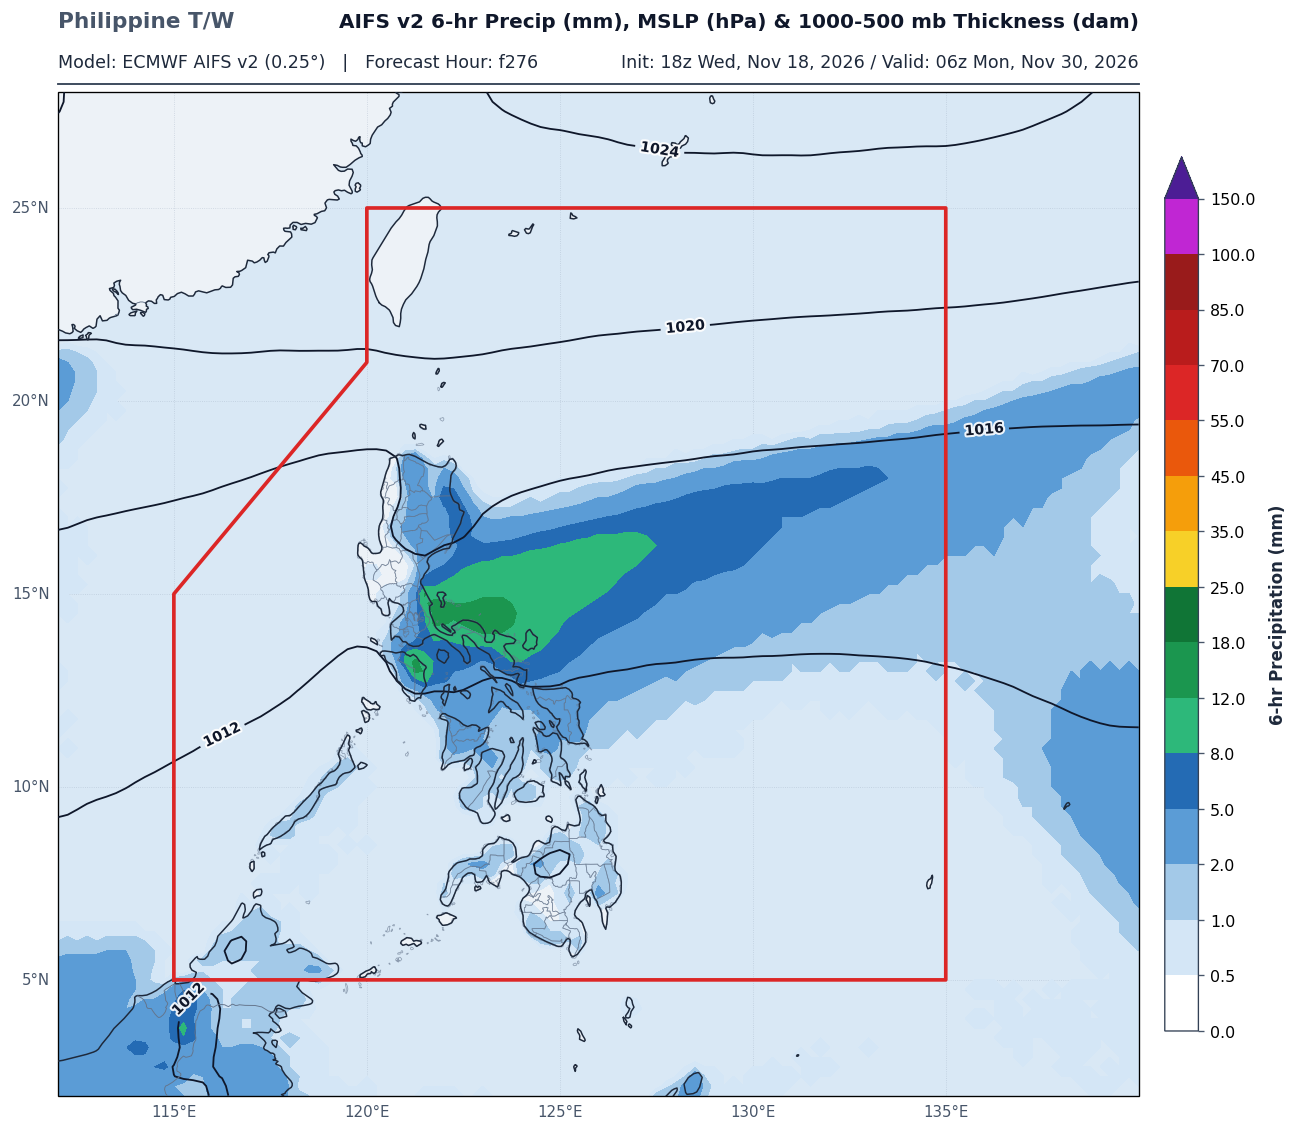 Philippine T/W
AIFS v2 6-hr Precip (mm), MSLP (hPa) & 1000-500 mb Thickness (dam)
Model: ECMWF AIFS v2 (0.25°) | Forecast Hour: f276
Init: 18z Wed, Nov 18, 2026 / Valid: 06z Mon, Nov 30, 2026
1024
1020
1016
1012
1012
25°N
20°N
15°N
10°N
5°N
115°E
120°E
125°E
130°E
135°E
150.0
100.0
85.0
70.0
55.0
45.0
35.0
25.0
18.0
12.0
8.0
5.0
2.0
1.0
0.5
0.0
6-hr Precipitation (mm)